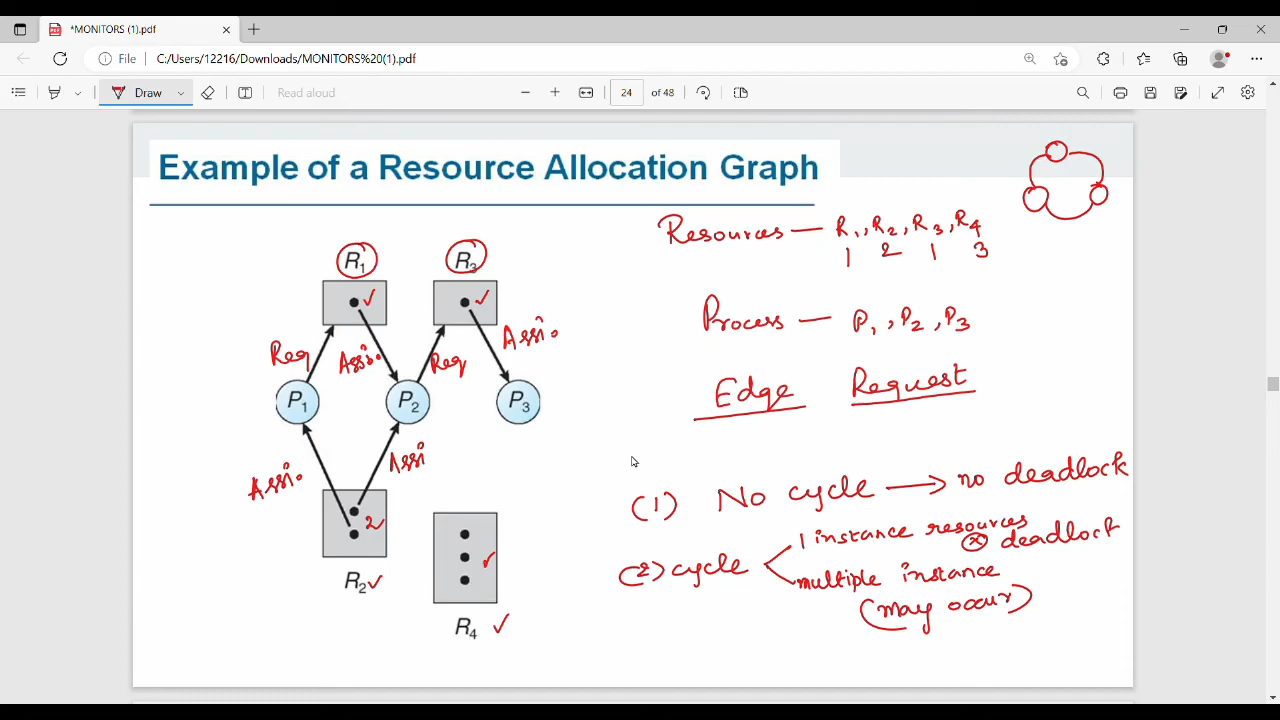 *MONITORS (1).pdf
File
C:/Users/12216/Downloads/MONITORS%20(1).pdf
Draw
Read aloud
24 of 48
Example of a Resource Allocation Graph
Resources — R1, R2, R3, R4
1 2 1 3
Process — P1, P2, P3
Edge Request
(1) No cycle → no deadlock
(2) cycle
1 instance resources
deadlock
multiple instance
(may occur)
R1 R3
Req Assi. Req Assi.
P1 P2 P3
Assi. Assi
2
R2
R4